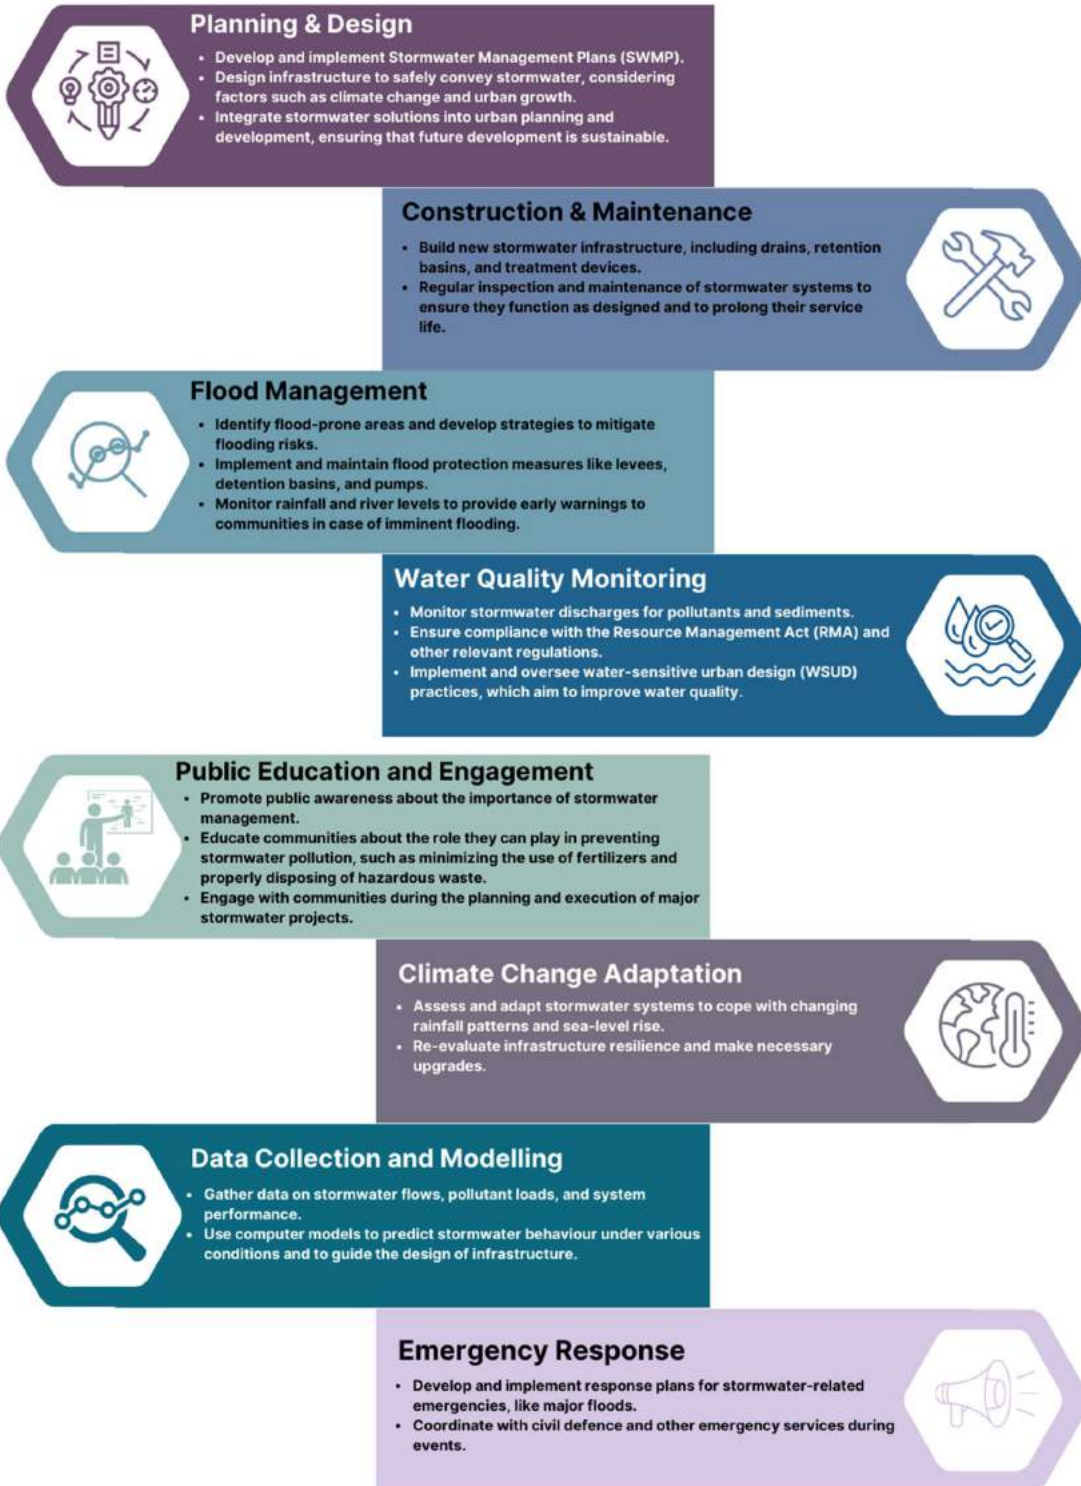 Planning & Design
• Develop and implement Stormwater Management Plans (SWMP).
• Design infrastructure to safely convey stormwater, considering
factors such as climate change and urban growth.
• Integrate stormwater solutions into urban planning and
development, ensuring that future development is sustainable.
Construction & Maintenance
• Build new stormwater infrastructure, including drains, retention
basins, and treatment devices.
• Regular inspection and maintenance of stormwater systems to
ensure they function as designed and to prolong their service
life.
Flood Management
• Identify flood-prone areas and develop strategies to mitigate
flooding risks.
• Implement and maintain flood protection measures like levees,
detention basins, and pumps.
• Monitor rainfall and river levels to provide early warnings to
communities in case of imminent flooding.
Water Quality Monitoring
• Monitor stormwater discharges for pollutants and sediments.
• Ensure compliance with the Resource Management Act (RMA) and
other relevant regulations.
• Implement and oversee water-sensitive urban design (WSUD)
practices, which aim to improve water quality.
Public Education and Engagement
• Promote public awareness about the importance of stormwater
management.
• Educate communities about the role they can play in preventing
stormwater pollution, such as minimizing the use of fertilizers and
properly disposing of hazardous waste.
• Engage with communities during the planning and execution of major
stormwater projects.
Climate Change Adaptation
• Assess and adapt stormwater systems to cope with changing
rainfall patterns and sea-level rise.
• Re-evaluate infrastructure resilience and make necessary
upgrades.
Data Collection and Modelling
• Gather data on stormwater flows, pollutant loads, and system
performance.
• Use computer models to predict stormwater behaviour under various
conditions and to guide the design of infrastructure.
Emergency Response
• Develop and implement response plans for stormwater-related
emergencies, like major floods.
• Coordinate with civil defence and other emergency services during
events.